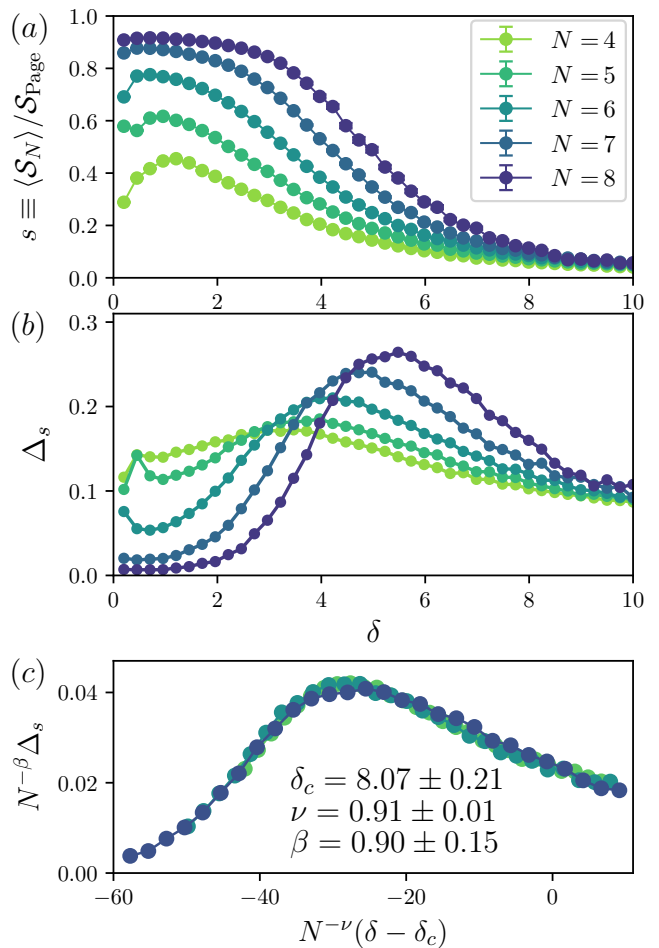 (a)
1.0
0.8
0.6
0.4
0.2
0.0
s ≡ ⟨𝒮_N⟩/𝒮_Page
N = 4
N = 5
N = 6
N = 7
N = 8
0 2 4 6 8 10
(b)
0.3
0.2
0.1
0.0
Δ_s
0 2 4 6 8 10
δ
(c)
0.04
0.02
0.00
N^{-β}Δ_s
δ_c = 8.07 ± 0.21
ν = 0.91 ± 0.01
β = 0.90 ± 0.15
−60 −40 −20 0
N^{-ν}(δ − δ_c)